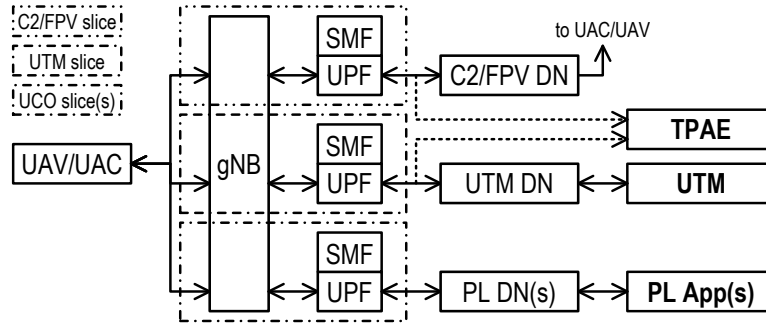 C2/FPV slice
UTM slice
UCO slice(s)
UAV/UAC
gNB
SMF
UPF
C2/FPV DN
to UAC/UAV
TPAE
SMF
UPF
UTM DN
UTM
SMF
UPF
PL DN(s)
PL App(s)